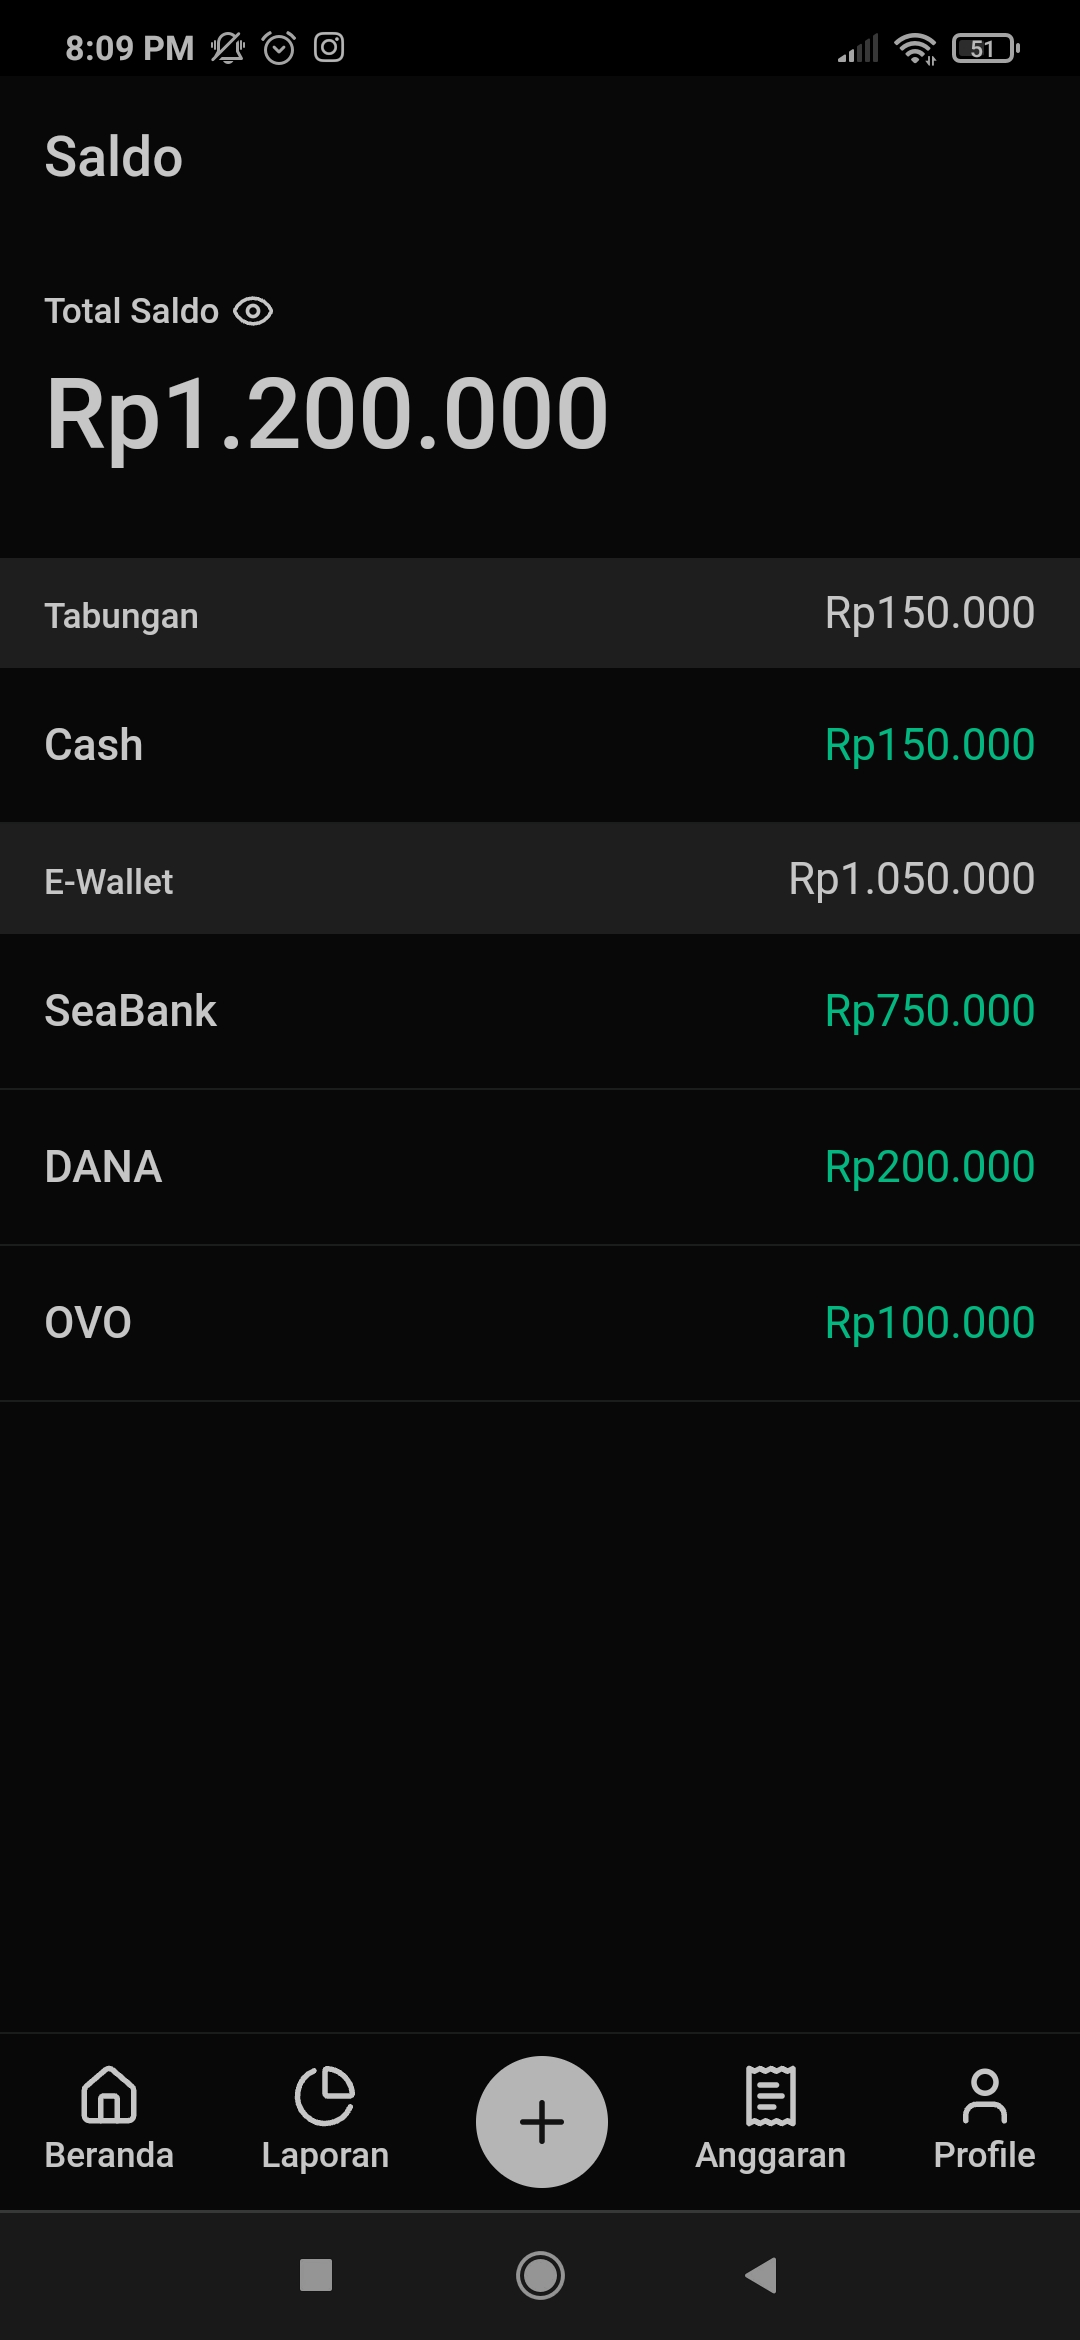 8:09 PM 51
Saldo
Total Saldo
Rp1.200.000
Tabungan Rp150.000
Cash Rp150.000
E-Wallet Rp1.050.000
SeaBank Rp750.000
DANA Rp200.000
OVO Rp100.000
Beranda Laporan Anggaran Profile